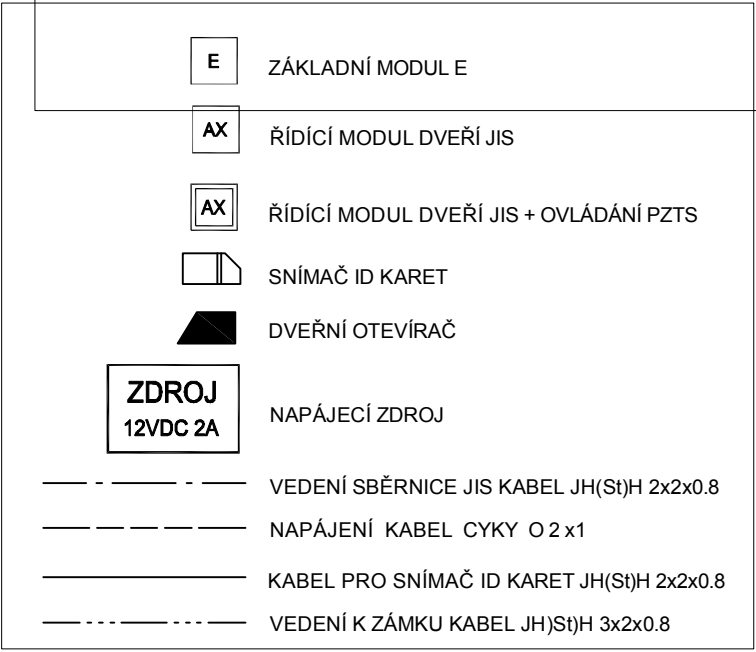 E ZÁKLADNÍ MODUL E
AX ŘÍDÍCÍ MODUL DVEŘÍ JIS
AX ŘÍDÍCÍ MODUL DVEŘÍ JIS + OVLÁDÁNÍ PZTS
SNÍMAČ ID KARET
DVEŘNÍ OTEVÍRAČ
ZDROJ
12VDC 2A
NAPÁJECÍ ZDROJ
VEDENÍ SBĚRNICE JIS KABEL JH(St)H 2x2x0.8
NAPÁJENÍ KABEL CYKY O 2 x1
KABEL PRO SNÍMAČ ID KARET JH(St)H 2x2x0.8
VEDENÍ K ZÁMKU KABEL JH)St)H 3x2x0.8